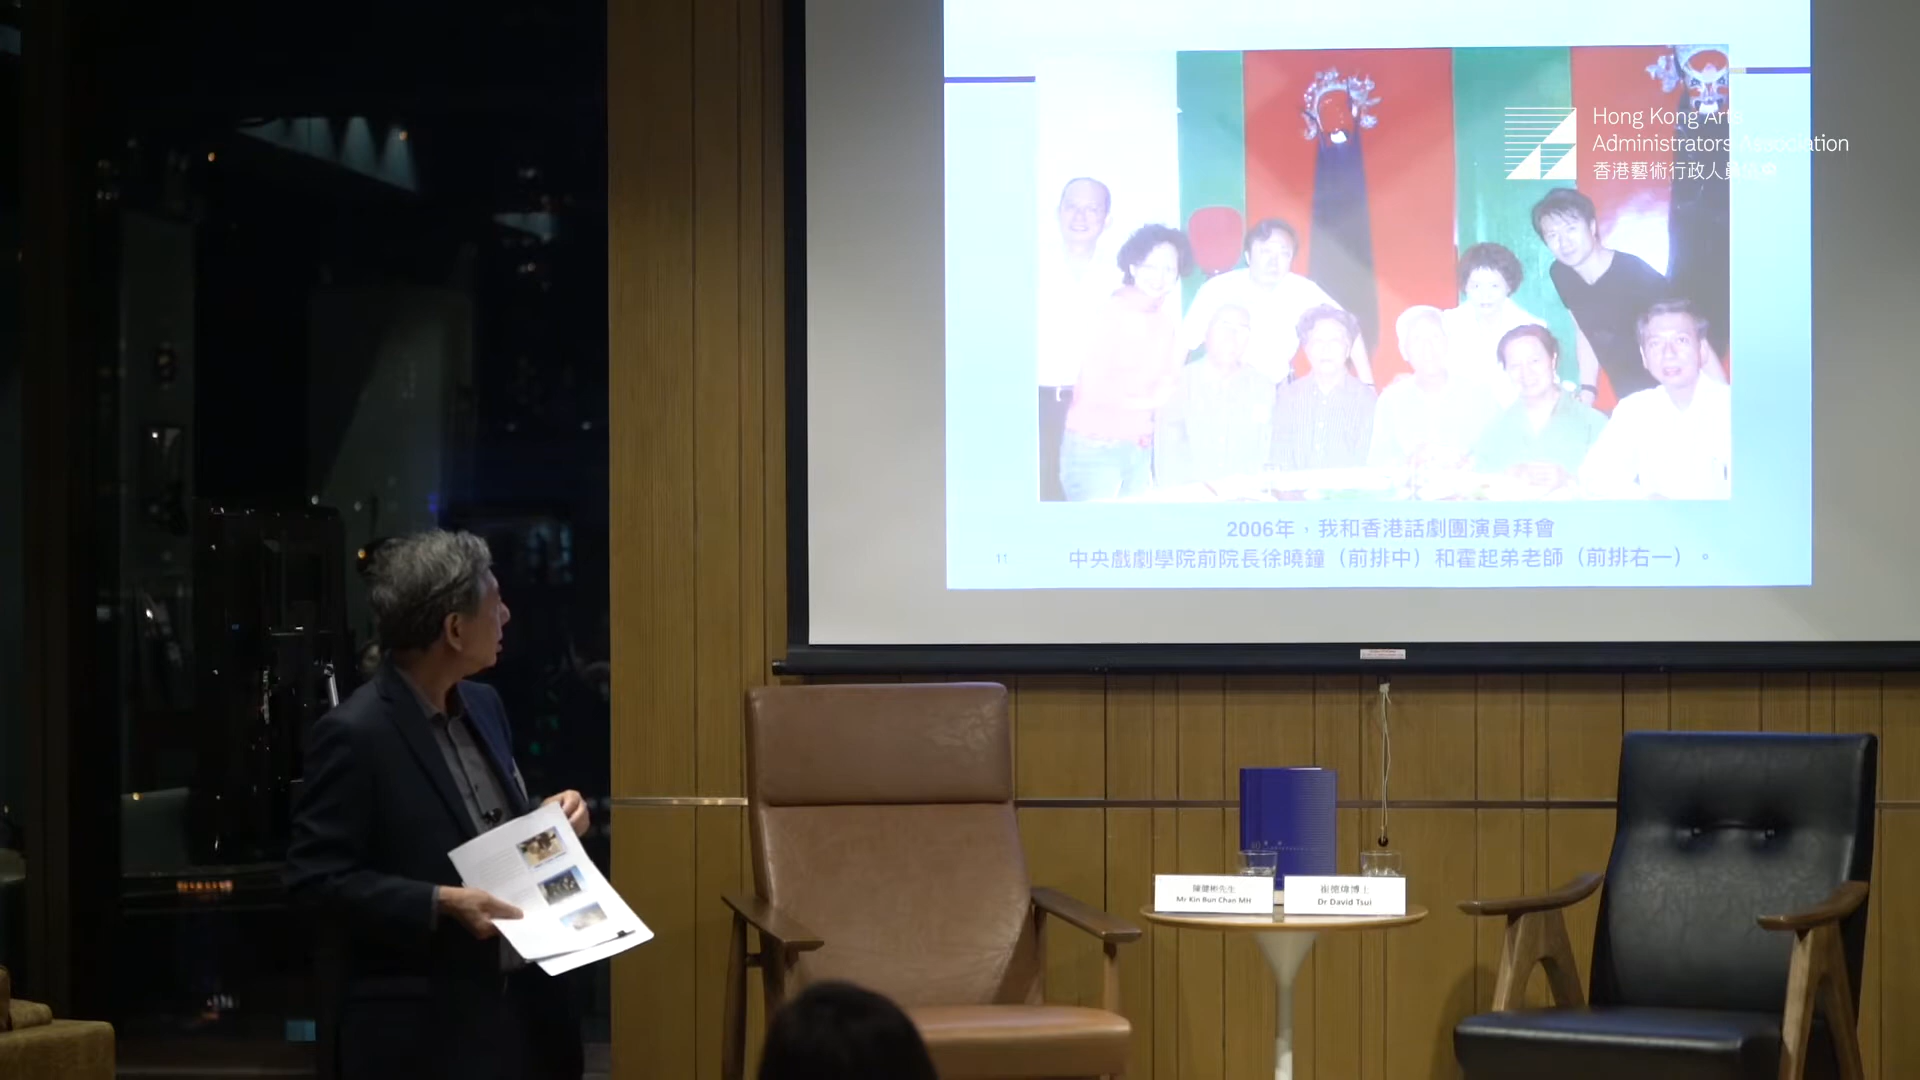 Hong Kong Arts
Administrators Association
香港藝術行政人員協會
2006年，我和香港話劇團演員拜會
11
中央戲劇學院前院長徐曉鐘（前排中）和霍起弟老師（前排右一）。
陳健彬先生
Mr Kin Bun Chan MH
崔德煒博士
Dr David Tsui